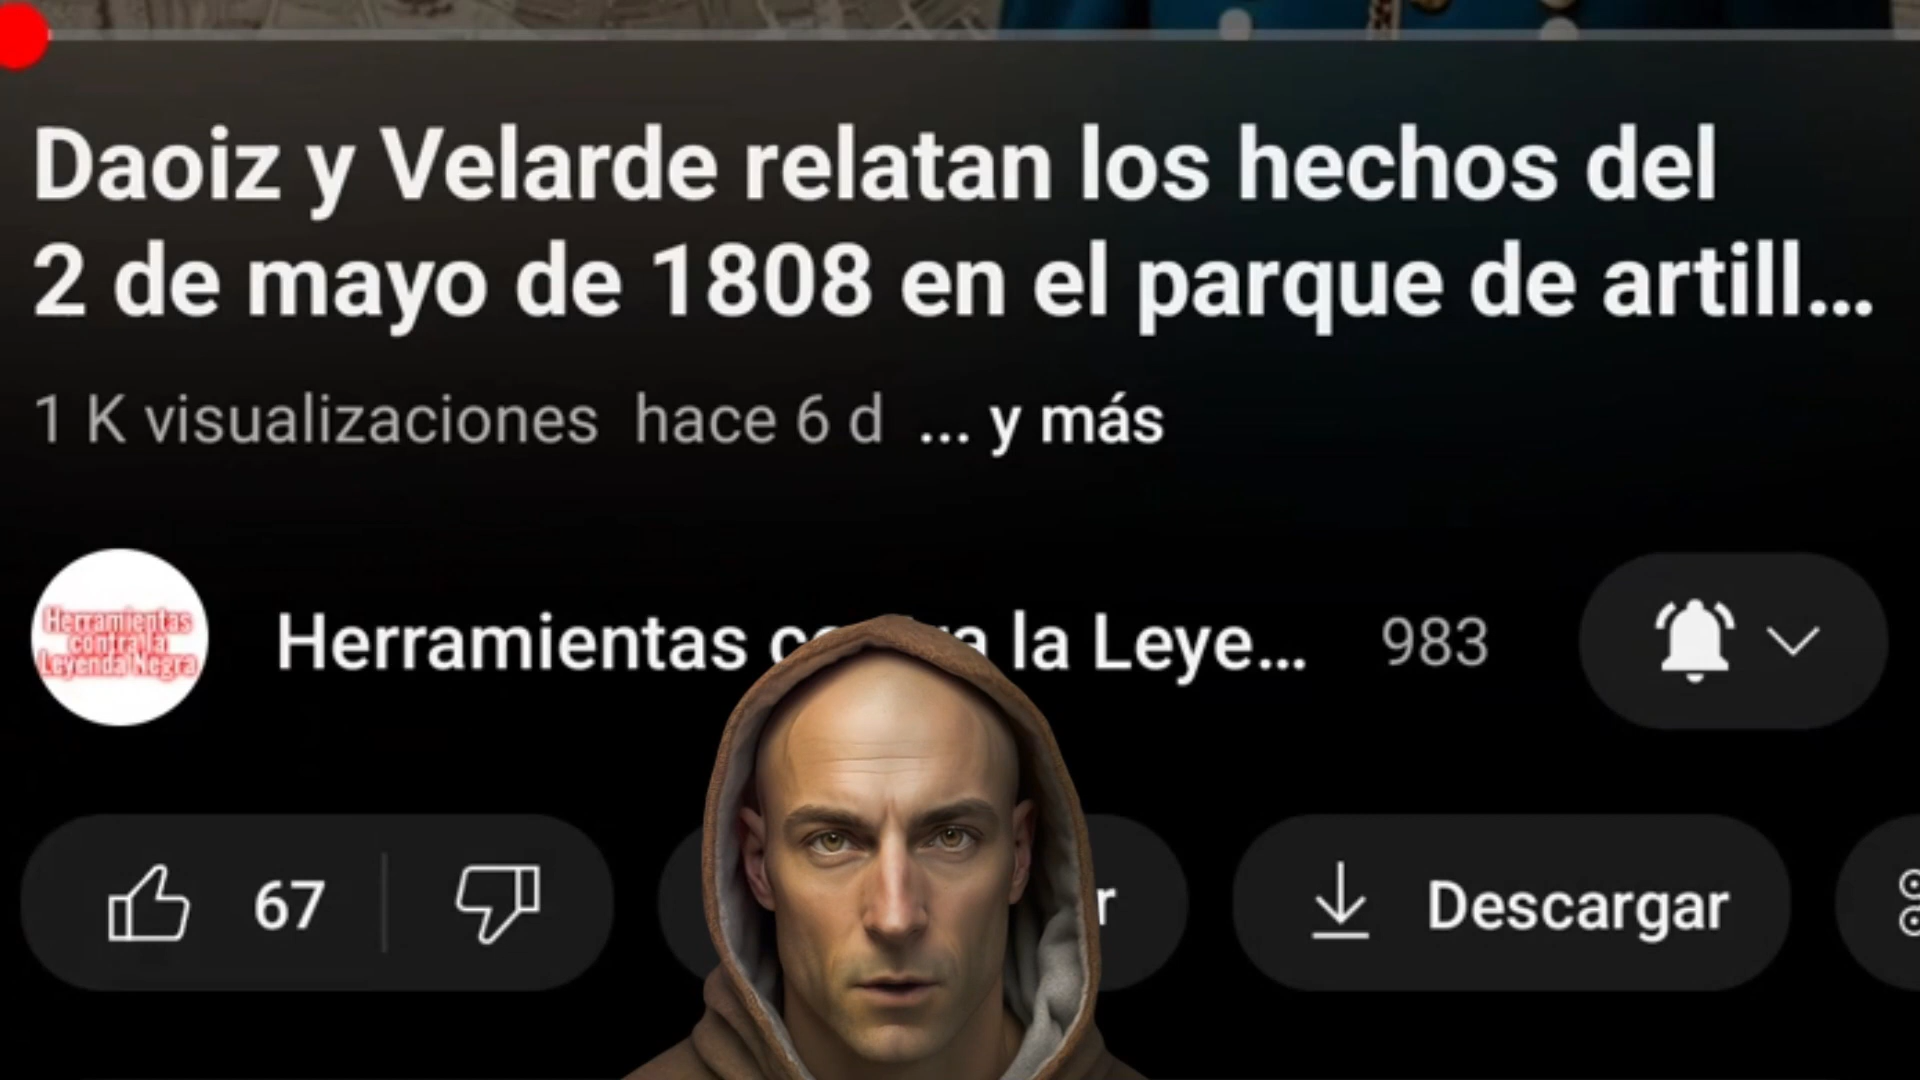 Daoiz y Velarde relatan los hechos del
2 de mayo de 1808 en el parque de artill...
1 K visualizaciones hace 6 d ... y más
Herramientas
contra la
Leyenda Negra
Herramientas la Leye... 983
67 Descargar